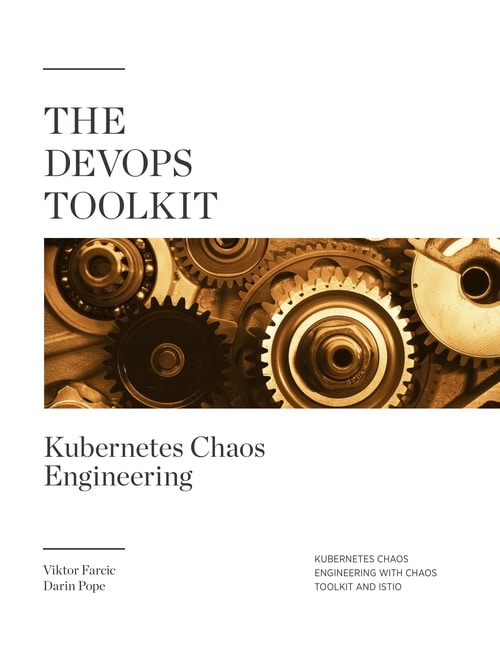 THE
DEVOPS
TOOLKIT
Kubernetes Chaos
Engineering
Viktor Farcic
Darin Pope
KUBERNETES CHAOS
ENGINEERING WITH CHAOS
TOOLKIT AND ISTIO